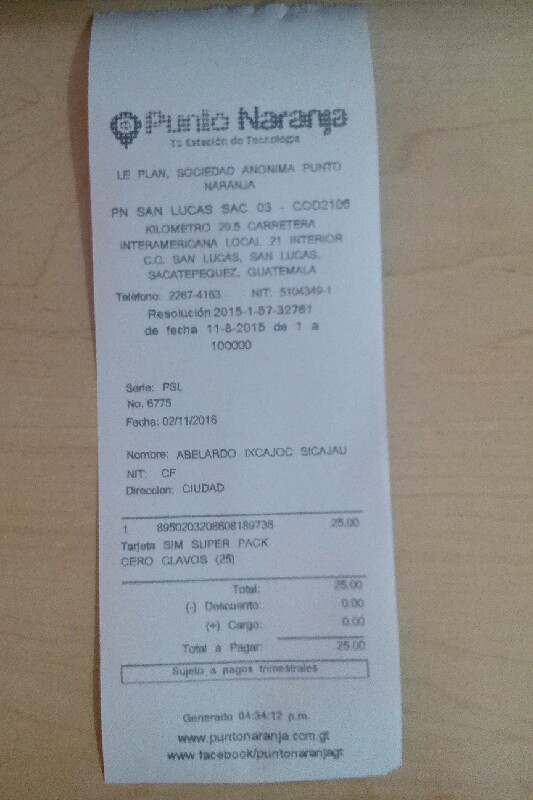 Punto Naranja
Tu Estación de Tecnología
LE PLAN, SOCIEDAD ANONIMA PUNTO
NARANJA
PN SAN LUCAS SAC 03 - COD2106
KILOMETRO 29.5 CARRETERA
INTERAMERICANA LOCAL 21 INTERIOR
C.C. SAN LUCAS, SAN LUCAS,
SACATEPEQUEZ, GUATEMALA
Teléfono: 2267-4163 NIT: 5104349-1
Resolución 2015-1-57-32761
de fecha 11-8-2015 de 1 a
100000
Serie: PSL
No. 6775
Fecha: 02/11/2016
Nombre: ABELARDO IXCAJOC SICAJAU
NIT: CF
Direccion: CIUDAD
1 8950203208608189736 25.00
Tarjeta SIM SUPER PACK
CERO CLAVOS (25)
Total: 25.00
(-) Descuento: 0.00
(+) Cargo: 0.00
Total a Pagar: 25.00
Sujeto a pagos trimestrales
Generado 04:34:12 p.m.
www.puntonaranja.com.gt
www.facebook/puntonaranjagt